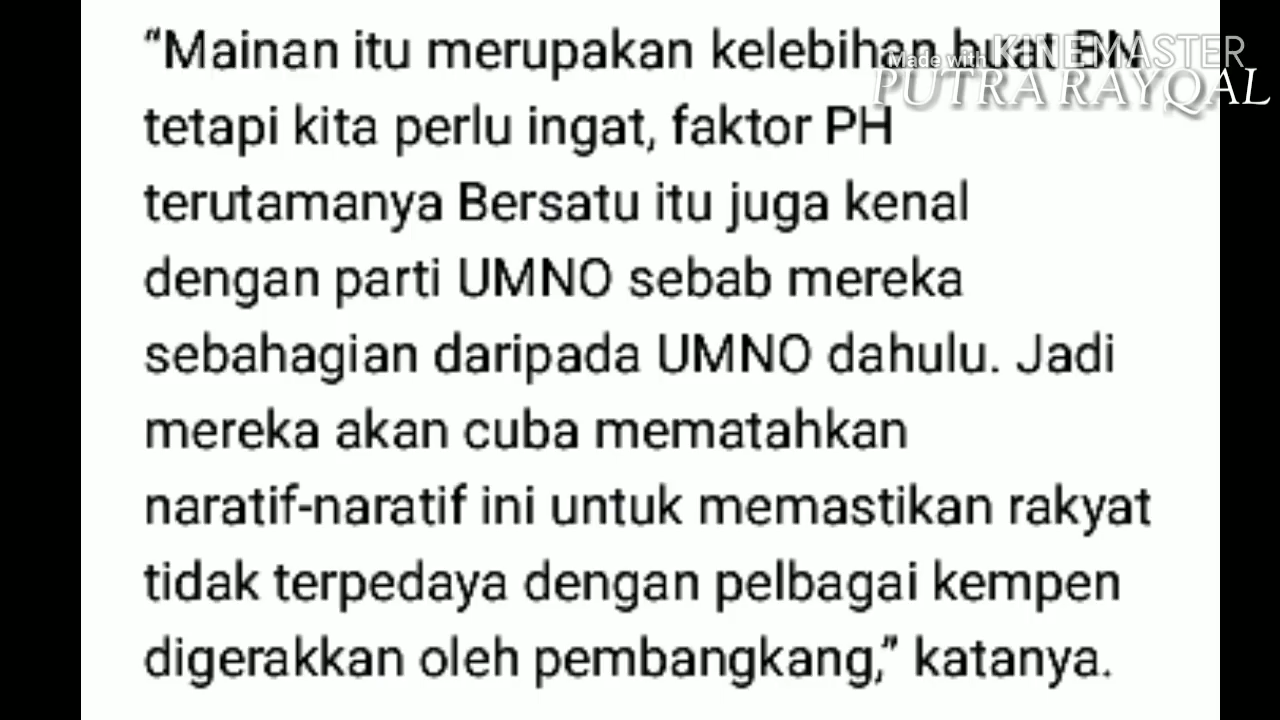 “Mainan itu merupakan kelebihan buat BN
Made with KINEMASTER
PUTRA RAYQAL
tetapi kita perlu ingat, faktor PH
terutamanya Bersatu itu juga kenal
dengan parti UMNO sebab mereka
sebahagian daripada UMNO dahulu. Jadi
mereka akan cuba mematahkan
naratif-naratif ini untuk memastikan rakyat
tidak terpedaya dengan pelbagai kempen
digerakkan oleh pembangkang,” katanya.